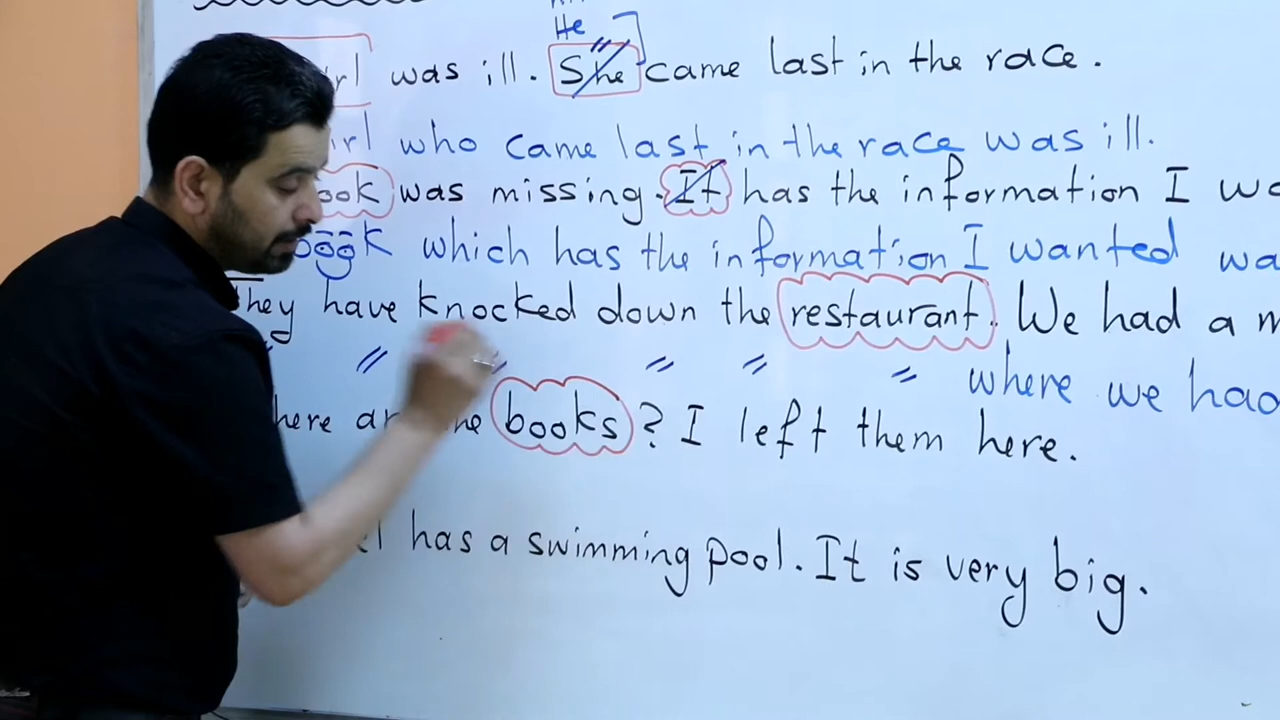 He
was ill. She came last in the race.
who came last in the race was ill.
was missing. It has the information I
which has the information I wanted
They have knocked down the restaurant. We had a
where we had
books? I left them here.
has a swimming pool. It is very big.